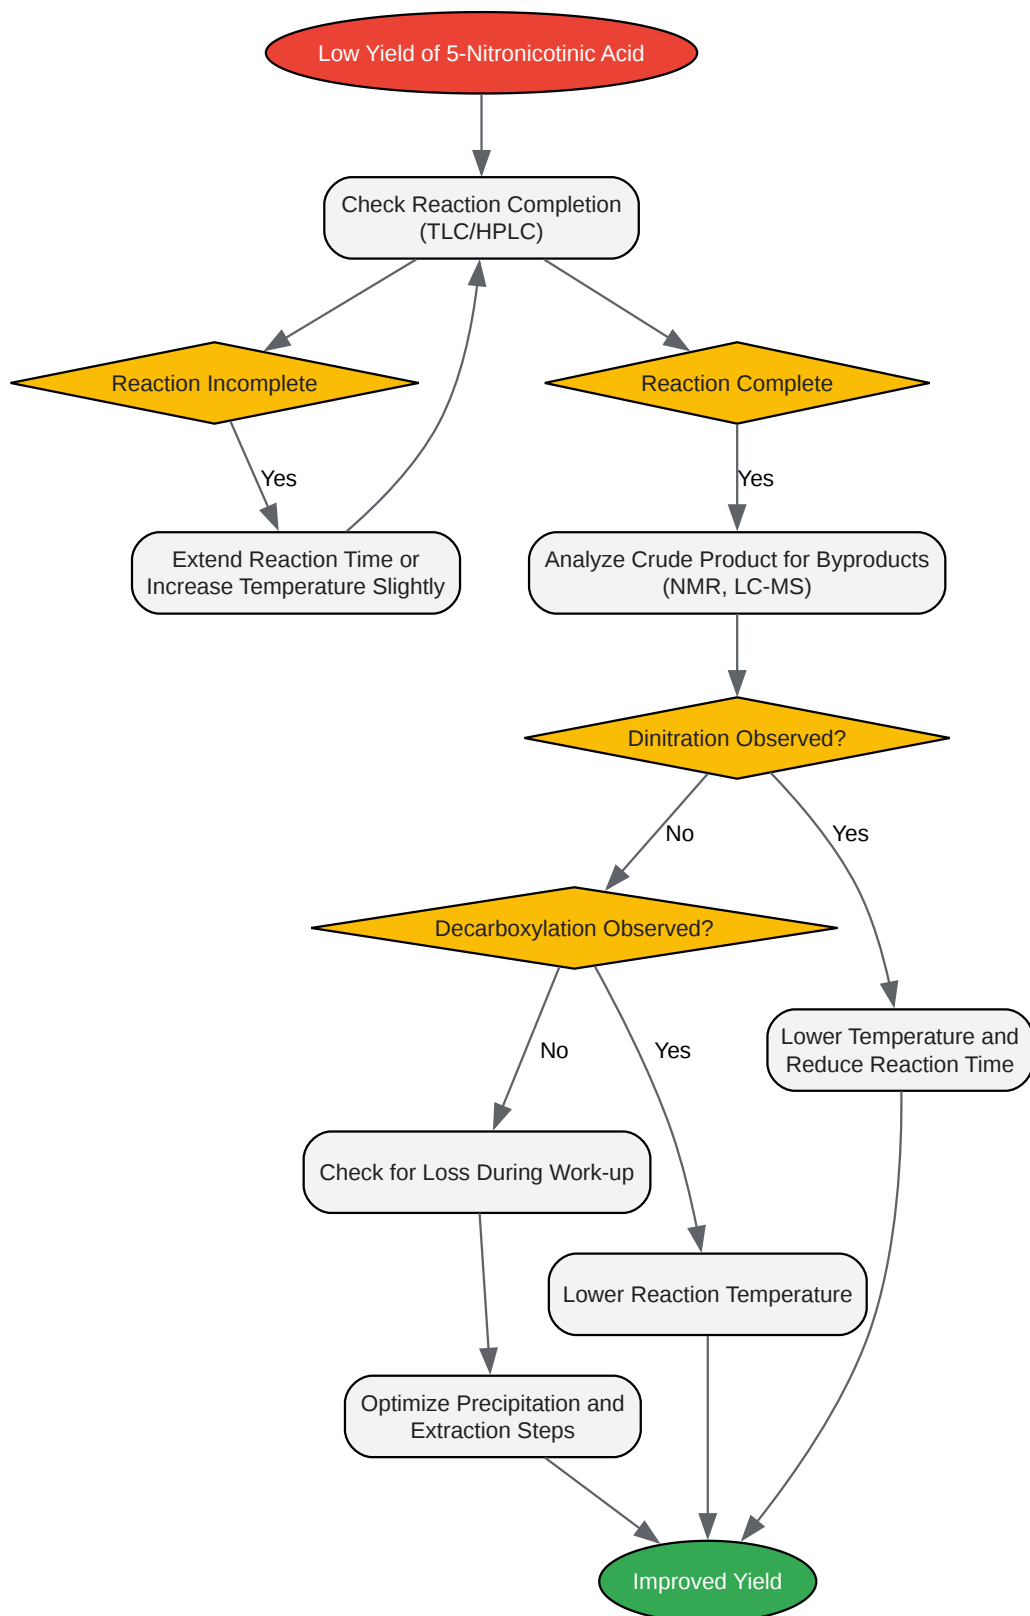 Low Yield of 5-Nitronicotinic Acid
Check Reaction Completion
(TLC/HPLC)
Reaction Incomplete
Reaction Complete
Yes
Yes
Extend Reaction Time or
Increase Temperature Slightly
Analyze Crude Product for Byproducts
(NMR, LC-MS)
Dinitration Observed?
No
Yes
Decarboxylation Observed?
Lower Temperature and
Reduce Reaction Time
No
Yes
Check for Loss During Work-up
Lower Reaction Temperature
Optimize Precipitation and
Extraction Steps
Improved Yield